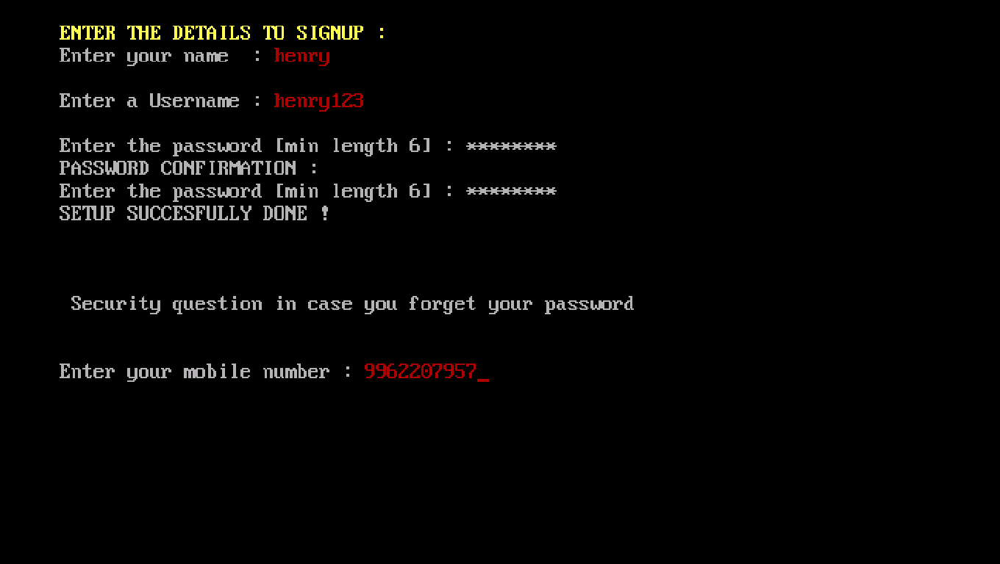 ENTER THE DETAILS TO SIGNUP :
Enter your name  : henry
Enter a Username : henry123
Enter the password [min length 6] : ********
PASSWORD CONFIRMATION :
Enter the password [min length 6] : ********
SETUP SUCCESFULLY DONE !
Security question in case you forget your password
Enter your mobile number : 9962207957_